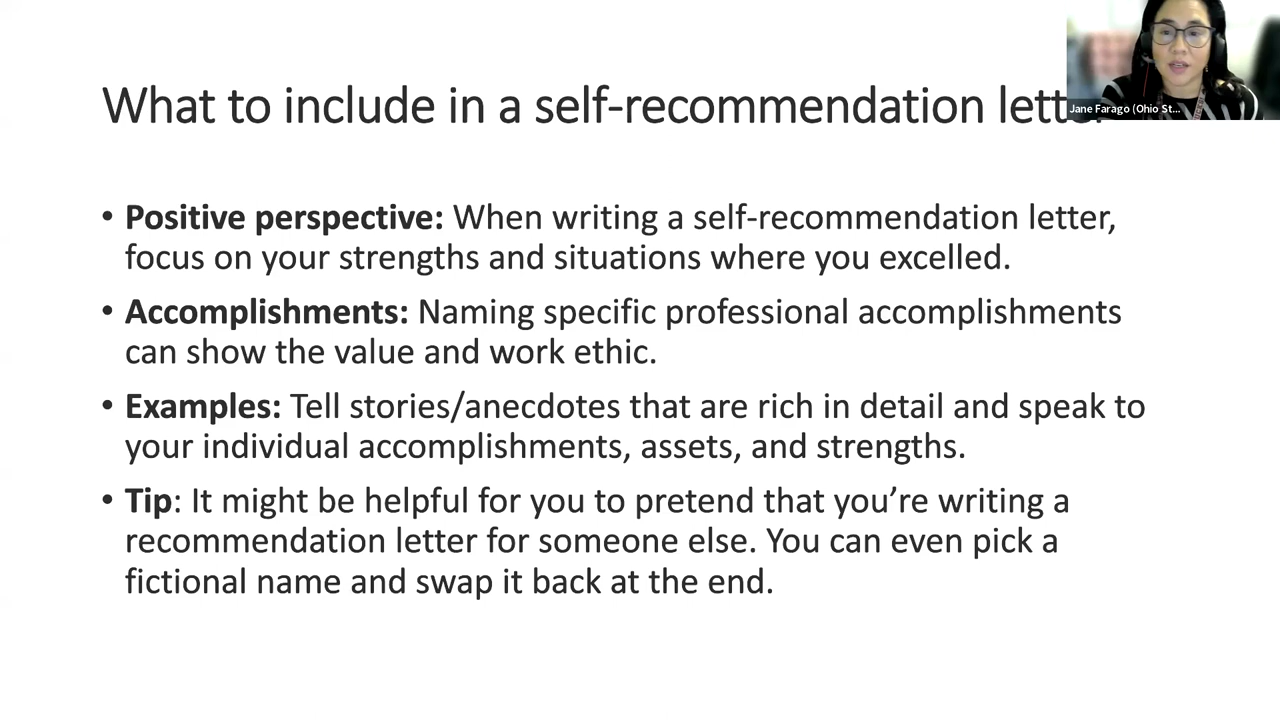 What to include in a self-recommendation
Jane Farago (Ohio St...
• Positive perspective: When writing a self-recommendation letter,
focus on your strengths and situations where you excelled.
• Accomplishments: Naming specific professional accomplishments
can show the value and work ethic.
• Examples: Tell stories/anecdotes that are rich in detail and speak to
your individual accomplishments, assets, and strengths.
• Tip: It might be helpful for you to pretend that you’re writing a
recommendation letter for someone else. You can even pick a
fictional name and swap it back at the end.